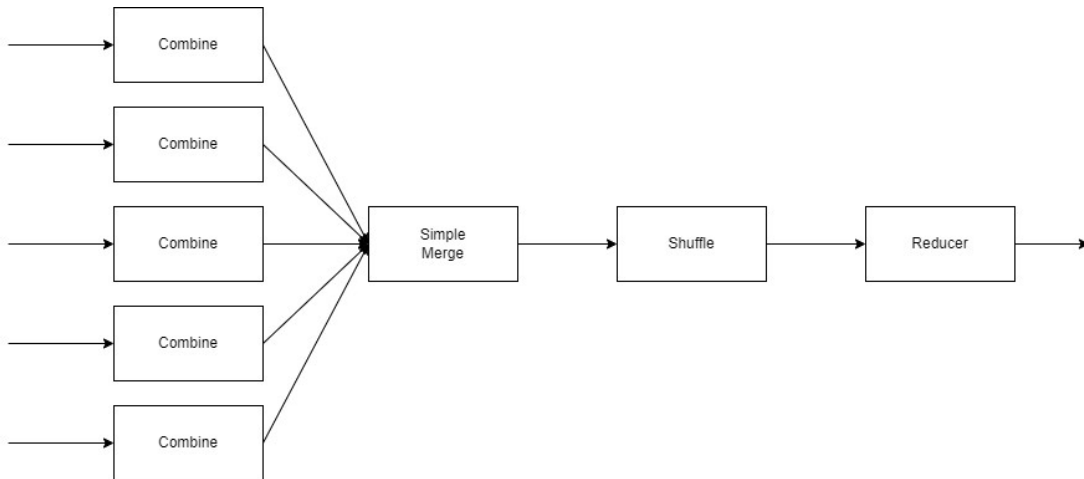 Combine
Combine
Combine
Simple
Merge
Shuffle
Reducer
Combine
Combine